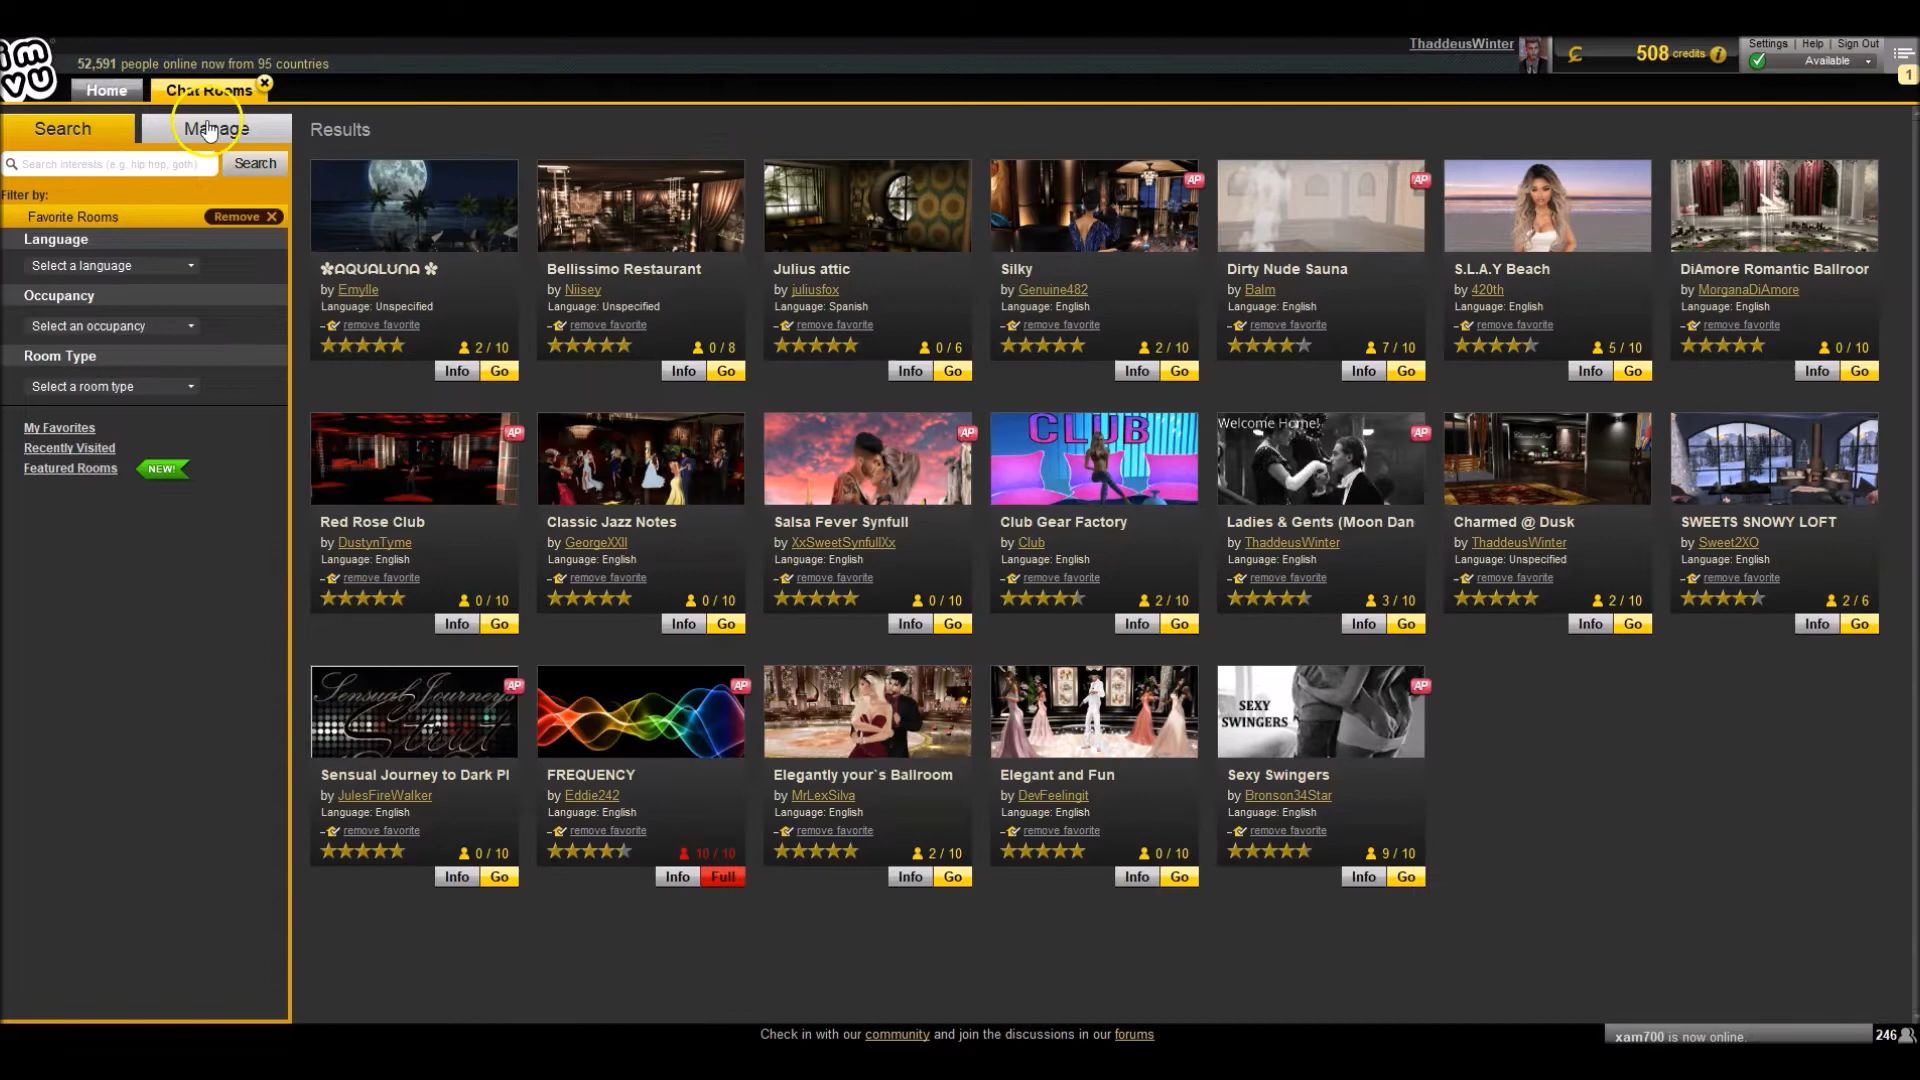 imvu
52,591 people online now from 95 countries
ThaddeusWinter
508 credits
Settings | Help | Sign Out
Available
1
Home
Chat Rooms
Search
Manage
Search interests (e.g. hip hop, goth)
Search
Filter by:
Favorite Rooms
Remove X
Language
Select a language
Occupancy
Select an occupancy
Room Type
Select a room type
My Favorites
Recently Visited
Featured Rooms
NEW!
Results
✿AQUALUNA ✿
by Emylle
Language: Unspecified
remove favorite
2 / 10
Info Go
Bellissimo Restaurant
by Niisey
Language: Unspecified
remove favorite
0 / 8
Info Go
Julius attic
by juliusfox
Language: Spanish
remove favorite
0 / 6
Info Go
AP
Silky
by Genuine482
Language: English
remove favorite
2 / 10
Info Go
AP
Dirty Nude Sauna
by Balm
Language: English
remove favorite
7 / 10
Info Go
S.L.A.Y Beach
by 420th
Language: English
remove favorite
5 / 10
Info Go
DiAmore Romantic Ballroor
by MorganaDiAmore
Language: English
remove favorite
0 / 10
Info Go
AP
Red Rose Club
by DustynTyme
Language: English
remove favorite
0 / 10
Info Go
Classic Jazz Notes
by GeorgeXXII
Language: English
remove favorite
0 / 10
Info Go
AP
Salsa Fever Synfull
by XxSweetSynfullXx
Language: English
remove favorite
0 / 10
Info Go
CLUB
Club Gear Factory
by Club
Language: English
remove favorite
2 / 10
Info Go
Welcome Home!
AP
Ladies & Gents (Moon Dan
by ThaddeusWinter
Language: English
remove favorite
3 / 10
Info Go
Charmed @ Dusk
by ThaddeusWinter
Language: Unspecified
remove favorite
2 / 10
Info Go
SWEETS SNOWY LOFT
by Sweet2XO
Language: English
remove favorite
2 / 6
Info Go
Sensual Journeys
Strut
AP
Sensual Journey to Dark Pl
by JulesFireWalker
Language: English
remove favorite
0 / 10
Info Go
AP
FREQUENCY
by Eddie242
Language: English
remove favorite
10 / 10
Info Full
Elegantly your`s Ballroom
by MrLexSilva
Language: English
remove favorite
2 / 10
Info Go
Elegant and Fun
by DevFeelingit
Language: English
remove favorite
0 / 10
Info Go
SEXY
SWINGERS
AP
Sexy Swingers
by Bronson34Star
Language: English
remove favorite
9 / 10
Info Go
Check in with our community and join the discussions in our forums
xam700 is now online.
246